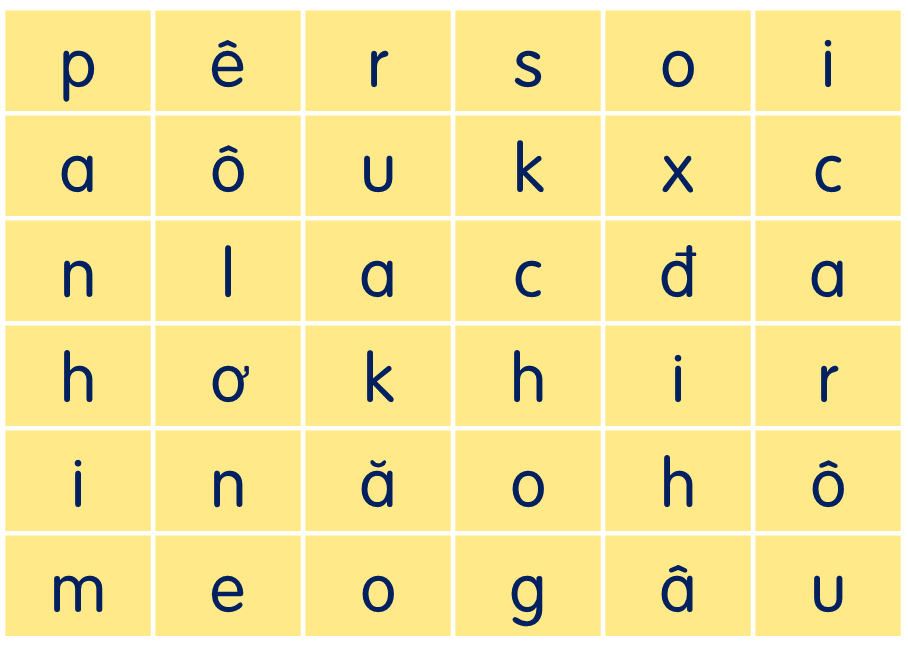 p ê r s o i
a ô u k x c
n l a c đ a
h ơ k h i r
i n ă o h ô
m e o g â u